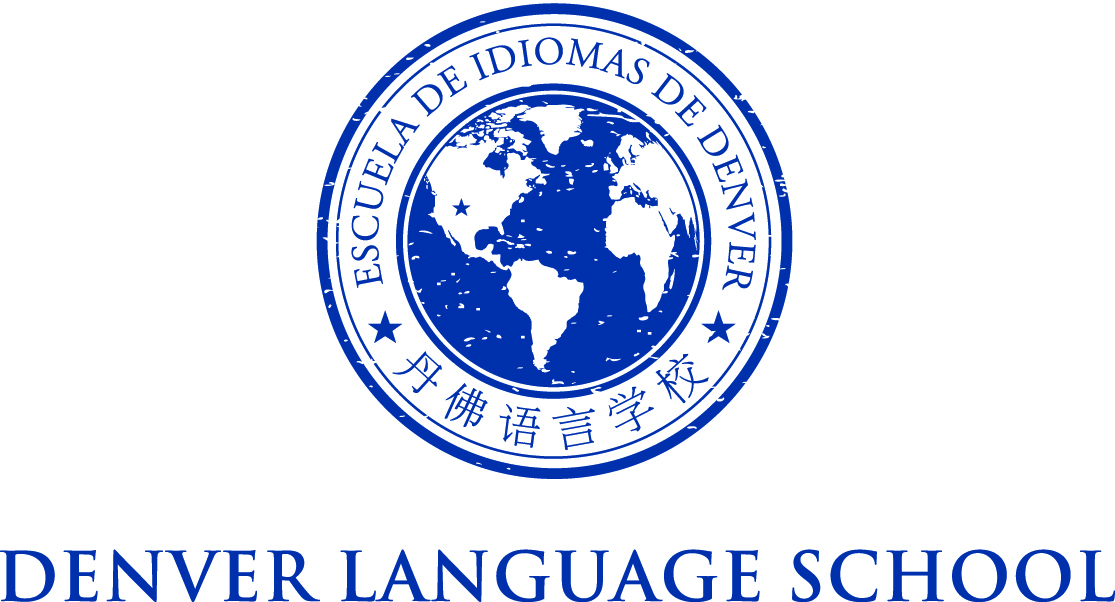 ESCUELA DE IDIOMAS DE DENVER
丹佛语言学校
DENVER LANGUAGE SCHOOL